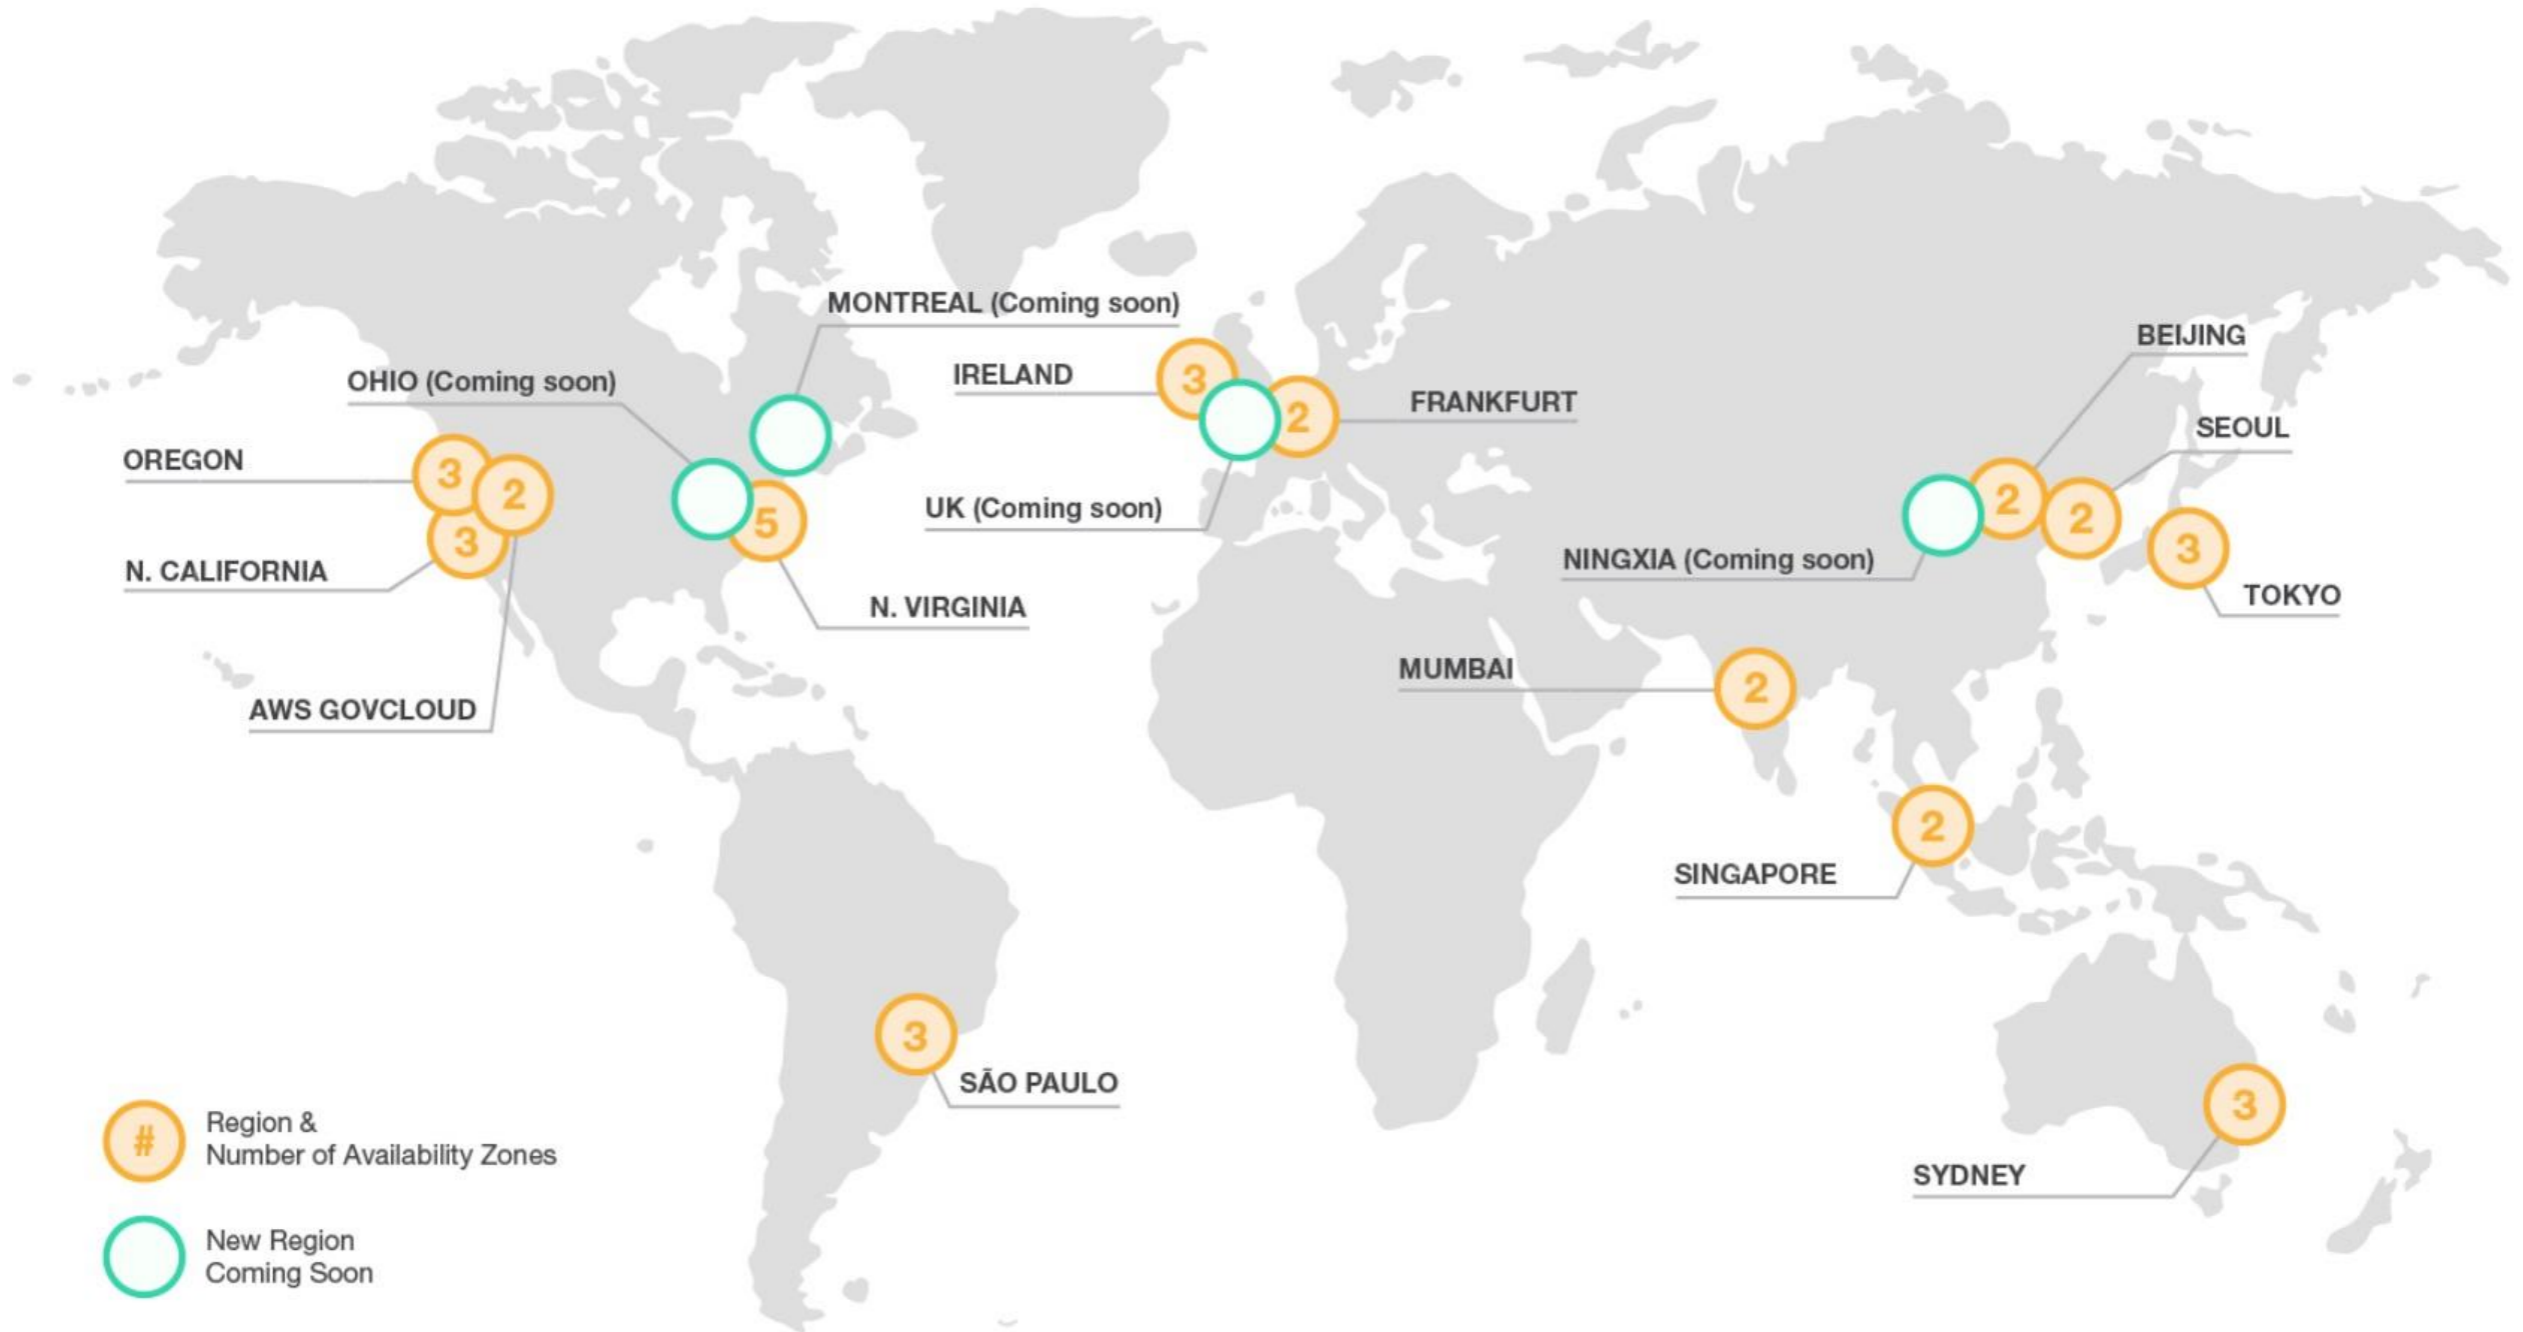 MONTREAL (Coming soon)
BEIJING
IRELAND
OHIO (Coming soon)
FRANKFURT
SEOUL
OREGON
3
2
3
3
2
5
2
2
3
2
UK (Coming soon)
N. CALIFORNIA
NINGXIA (Coming soon)
TOKYO
N. VIRGINIA
MUMBAI
2
AWS GOVCLOUD
2
SINGAPORE
3
SÃO PAULO
3
SYDNEY
#
Region &
Number of Availability Zones
New Region
Coming Soon